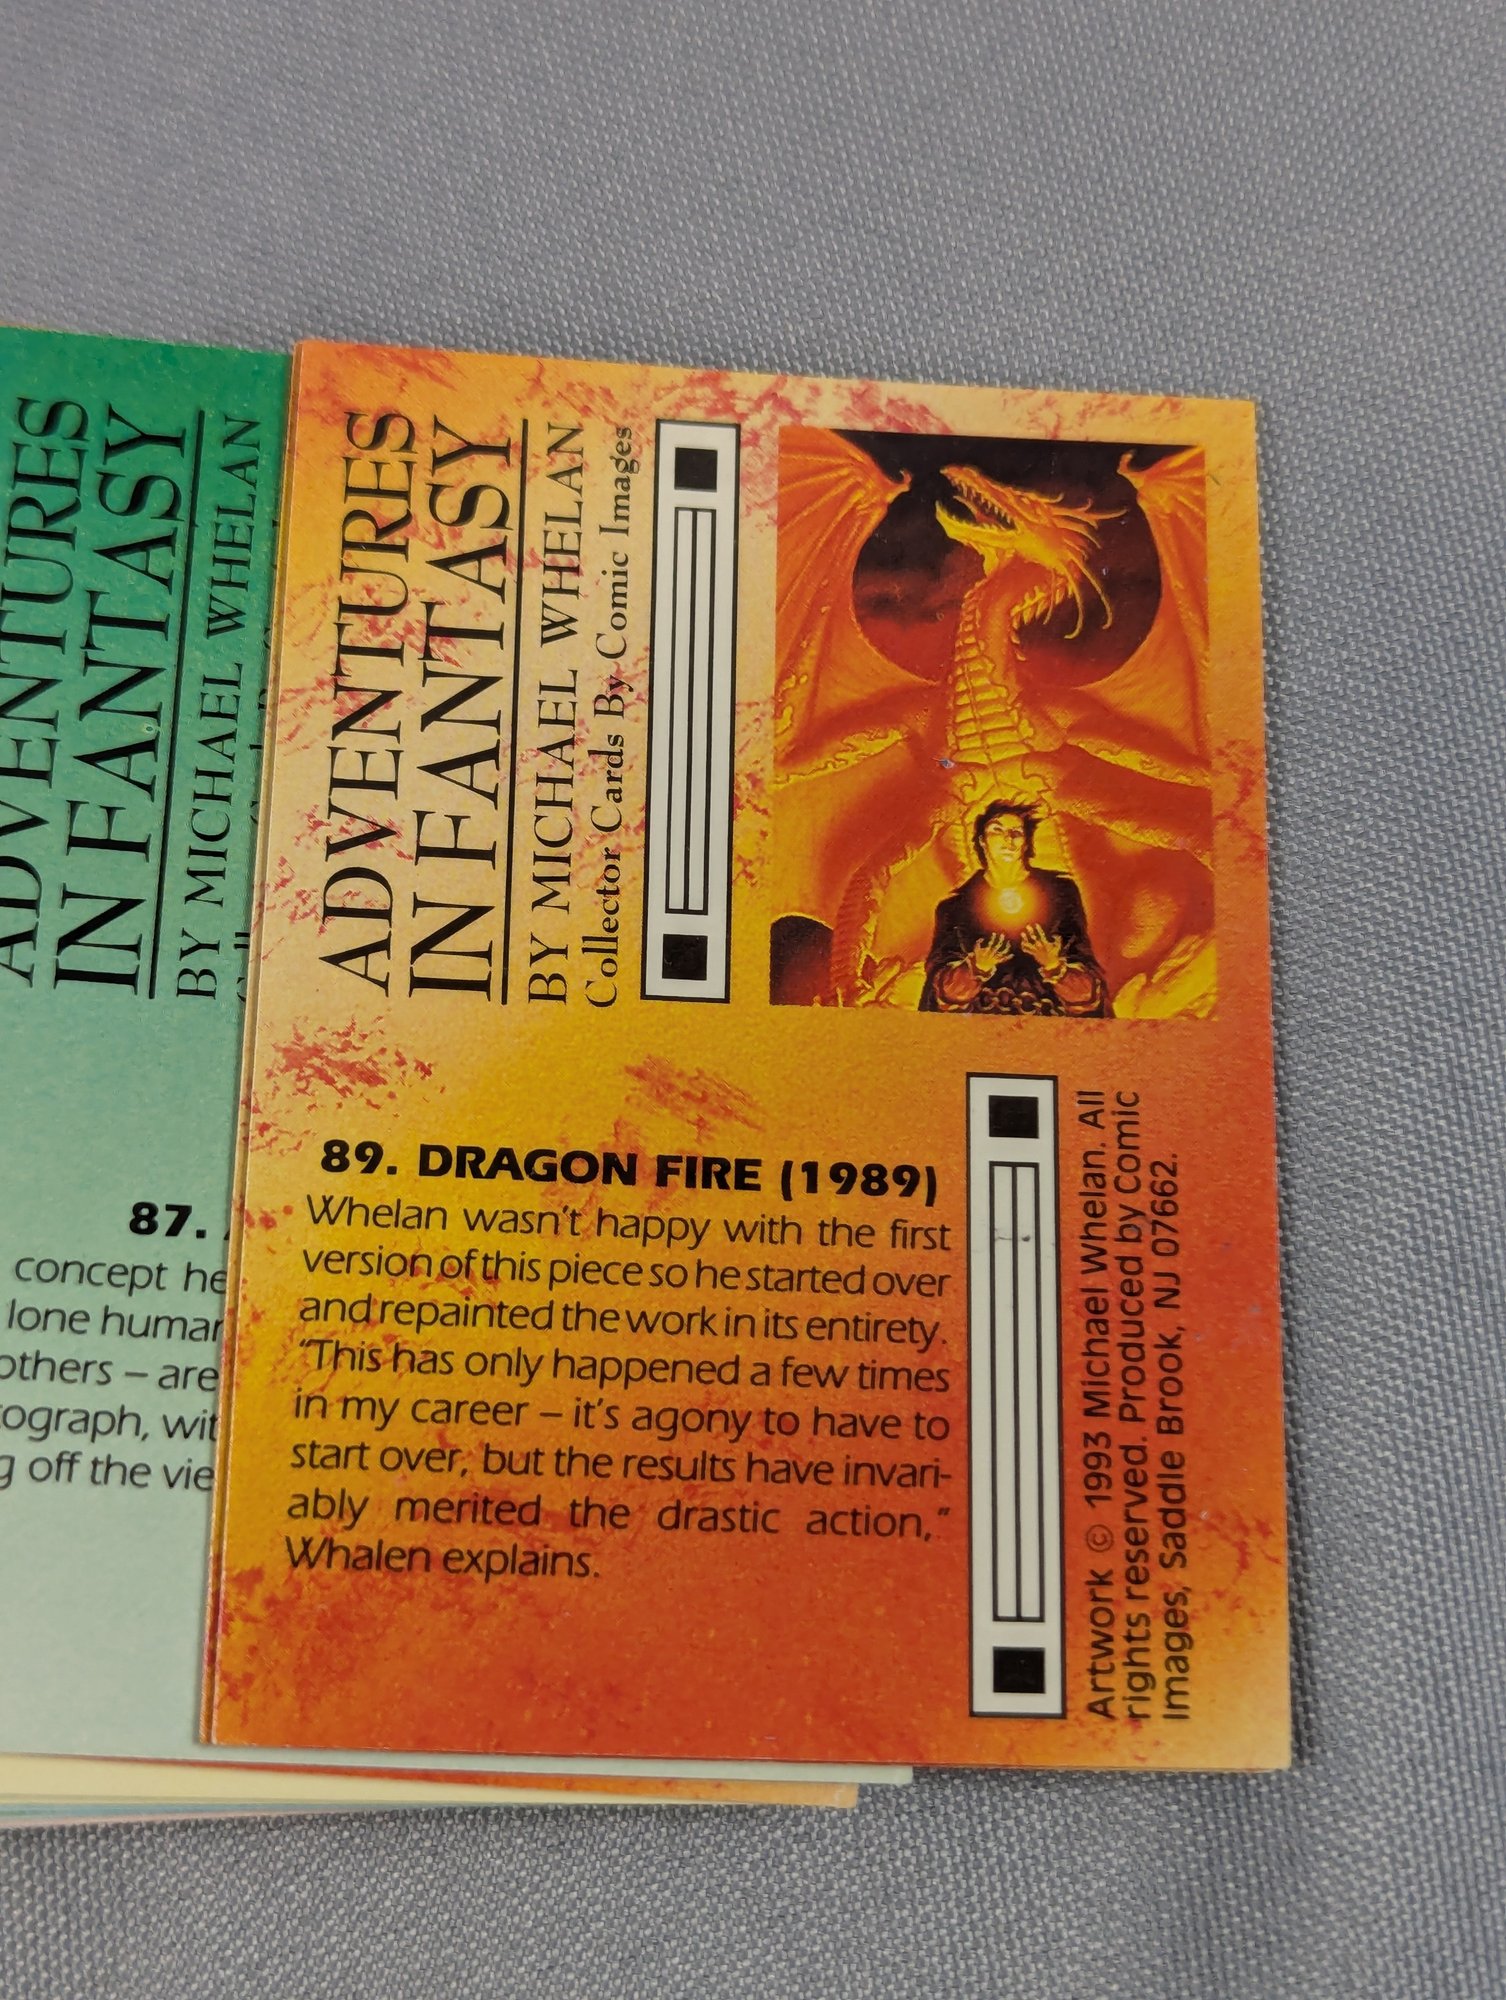 ADVENTURES
IN FANTASY
BY MICHAEL WHELAN
ADVENTURES
IN FANTASY
BY MICHAEL WHELAN
Collector Cards By Comic Images
87.
concept he
lone human
others – are
off the vie
89. DRAGON FIRE (1989)
Whelan wasn't happy with the first
version of this piece so he started over
and repainted the work in its entirety.
"This has only happened a few times
in my career – it's agony to have to
start over, but the results have invari-
ably merited the drastic action,"
Whalen explains.
Artwork © 1993 Michael Whelan. All
rights reserved. Produced by Comic
Images, Saddle Brook, NJ 07662.